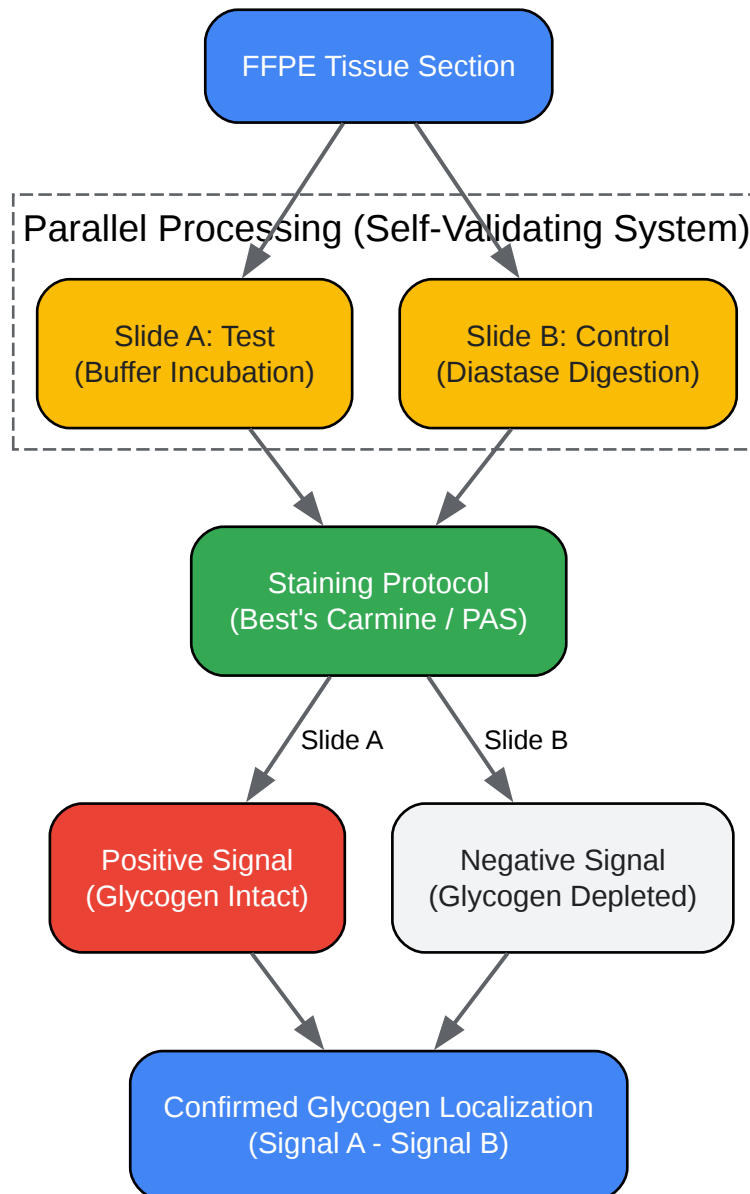 FFPE Tissue Section
Parallel Processing (Self-Validating System)
Slide A: Test
(Buffer Incubation)
Slide B: Control
(Diastase Digestion)
Staining Protocol
(Best's Carmine / PAS)
Slide A
Slide B
Positive Signal
(Glycogen Intact)
Negative Signal
(Glycogen Depleted)
Confirmed Glycogen Localization
(Signal A - Signal B)